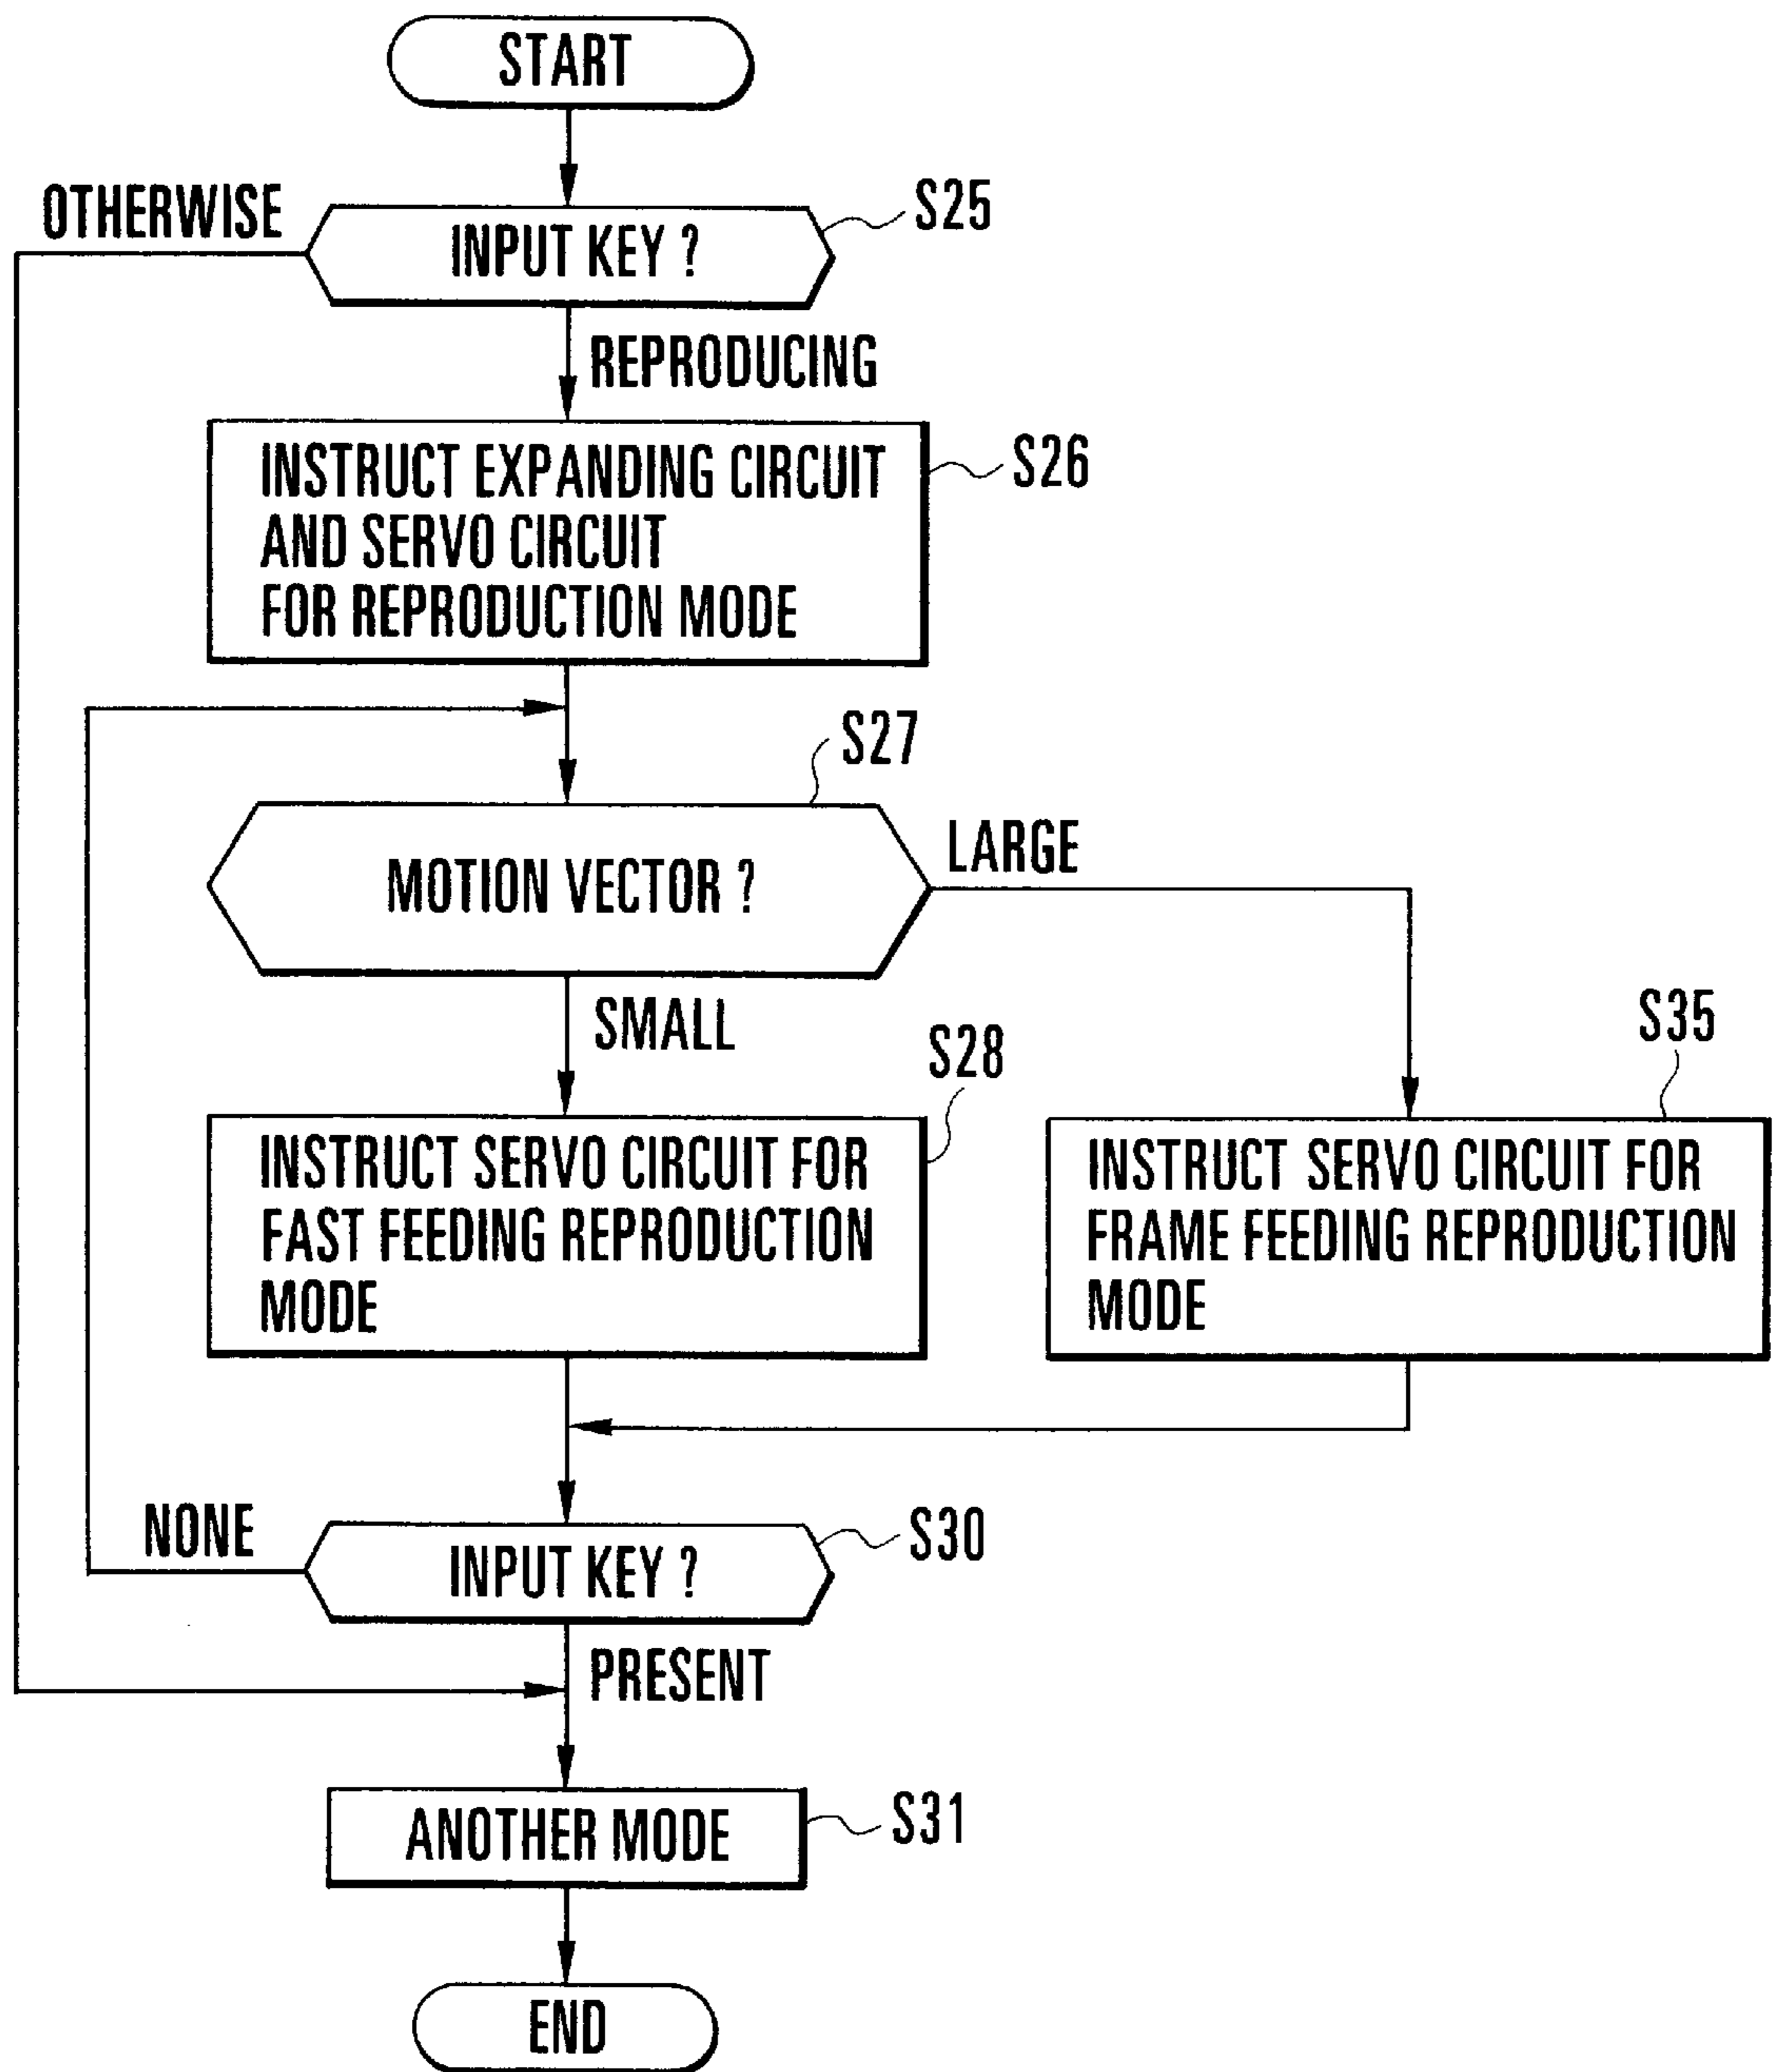 START
OTHERWISE
S25
INPUT KEY ?
REPRODUCING
INSTRUCT EXPANDING CIRCUIT
AND SERVO CIRCUIT
FOR REPRODUCTION MODE
S26
S27
MOTION VECTOR ?
LARGE
SMALL
S28
S35
INSTRUCT SERVO CIRCUIT FOR
FAST FEEDING REPRODUCTION
MODE
INSTRUCT SERVO CIRCUIT FOR
FRAME FEEDING REPRODUCTION
MODE
NONE
S30
INPUT KEY ?
PRESENT
ANOTHER MODE
S31
END